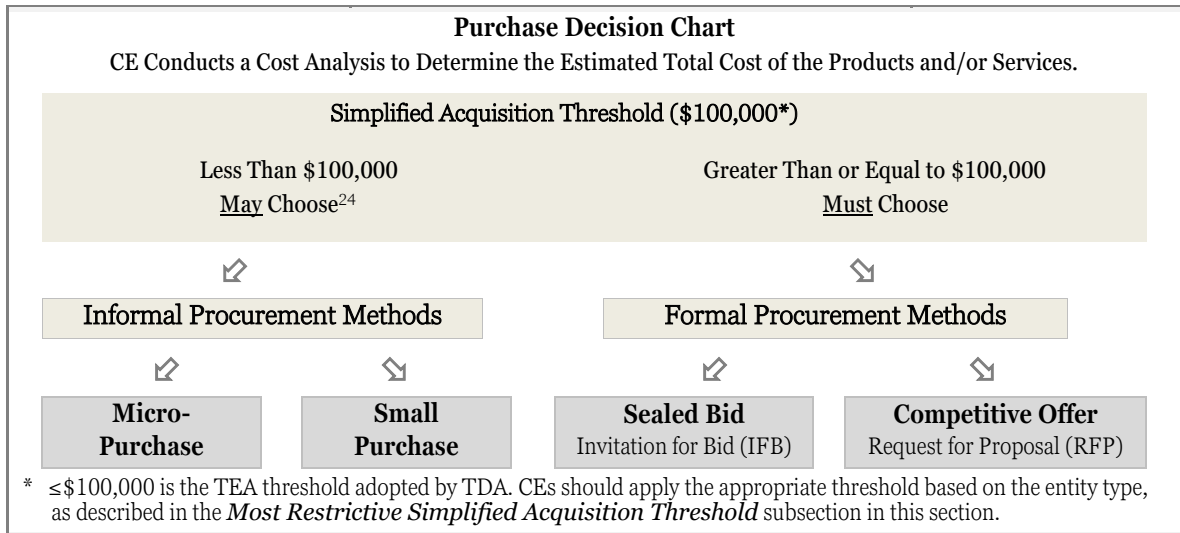 Purchase Decision Chart
CE Conducts a Cost Analysis to Determine the Estimated Total Cost of the Products and/or Services.
Simplified Acquisition Threshold ($100,000*)
Less Than $100,000
May Choose24
Greater Than or Equal to $100,000
Must Choose
Informal Procurement Methods
Formal Procurement Methods
Micro-
Purchase
Small
Purchase
Sealed Bid
Invitation for Bid (IFB)
Competitive Offer
Request for Proposal (RFP)
* ≤$100,000 is the TEA threshold adopted by TDA. CEs should apply the appropriate threshold based on the entity type,
as described in the Most Restrictive Simplified Acquisition Threshold subsection in this section.